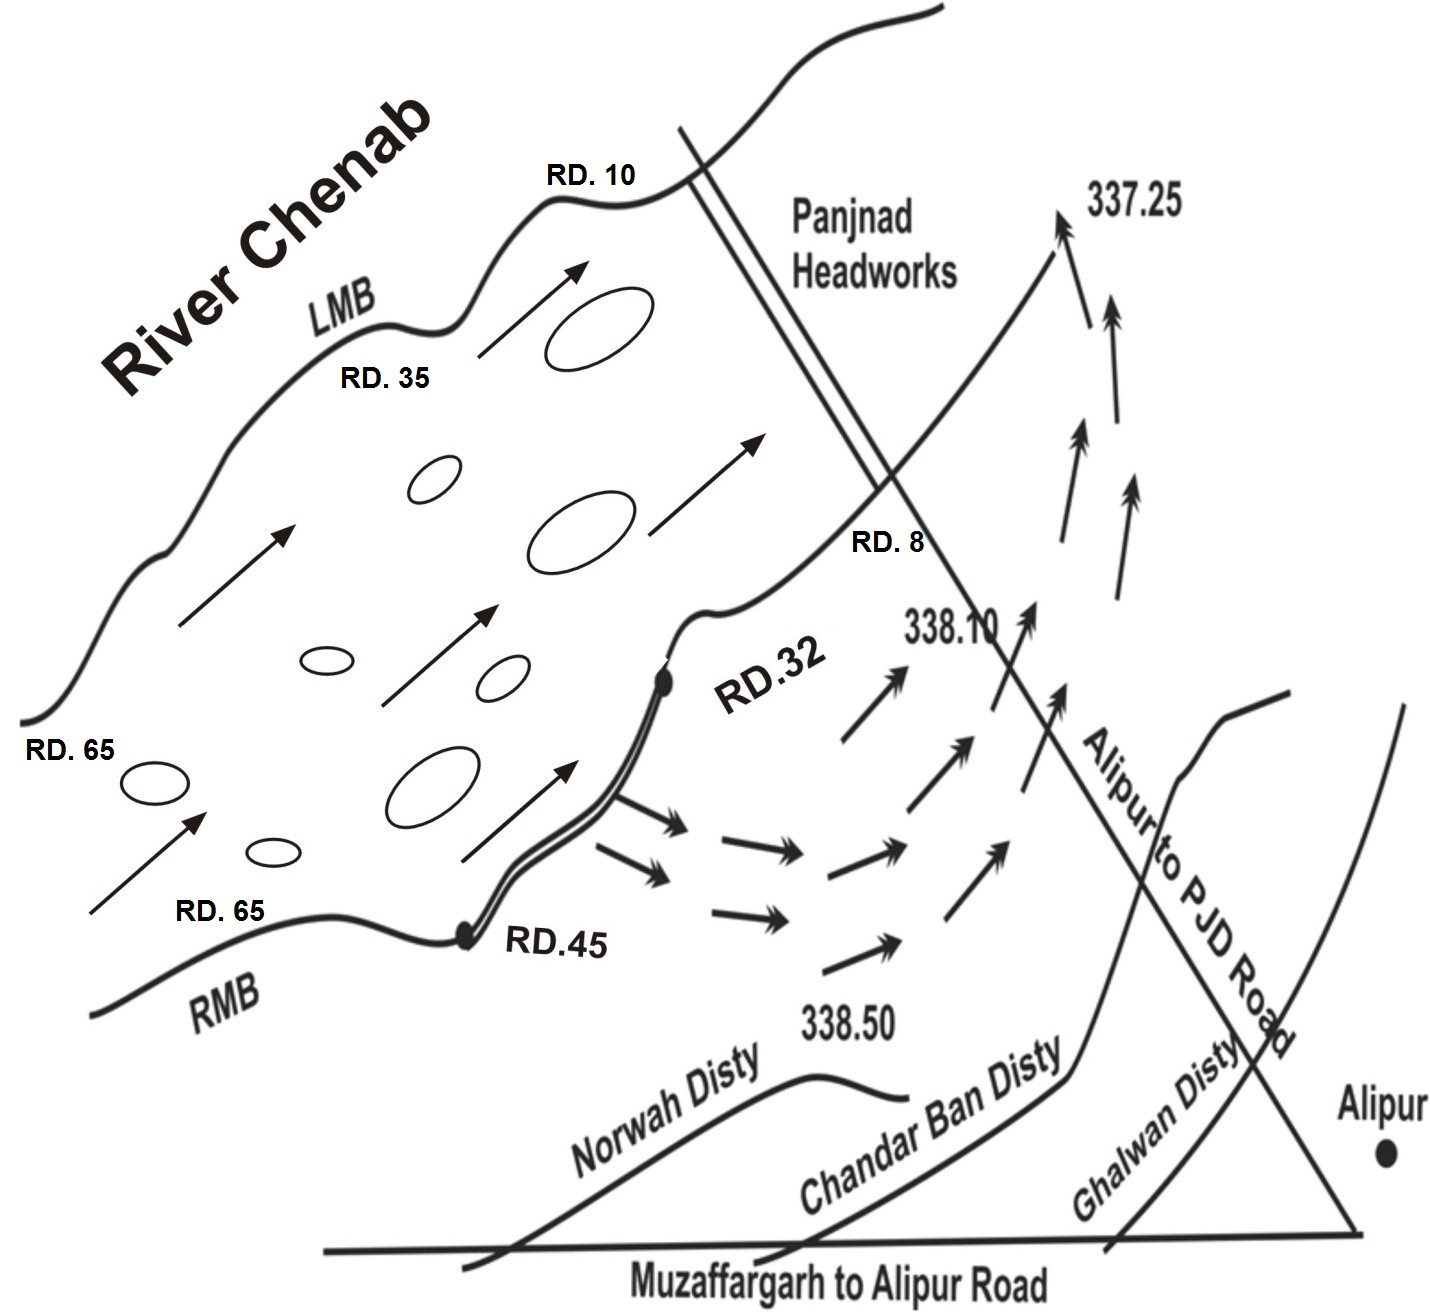 River Chenab
RD. 10
Panjnad
Headworks
337.25
LMB
RD. 35
RD. 8
338.10
RD.32
RD. 65
Alipur to PJD Road
RD. 65
RD.45
RMB
338.50
Norwah Disty
Chandar Ban Disty
Ghalwan Disty
Alipur
Muzaffargarh to Alipur Road